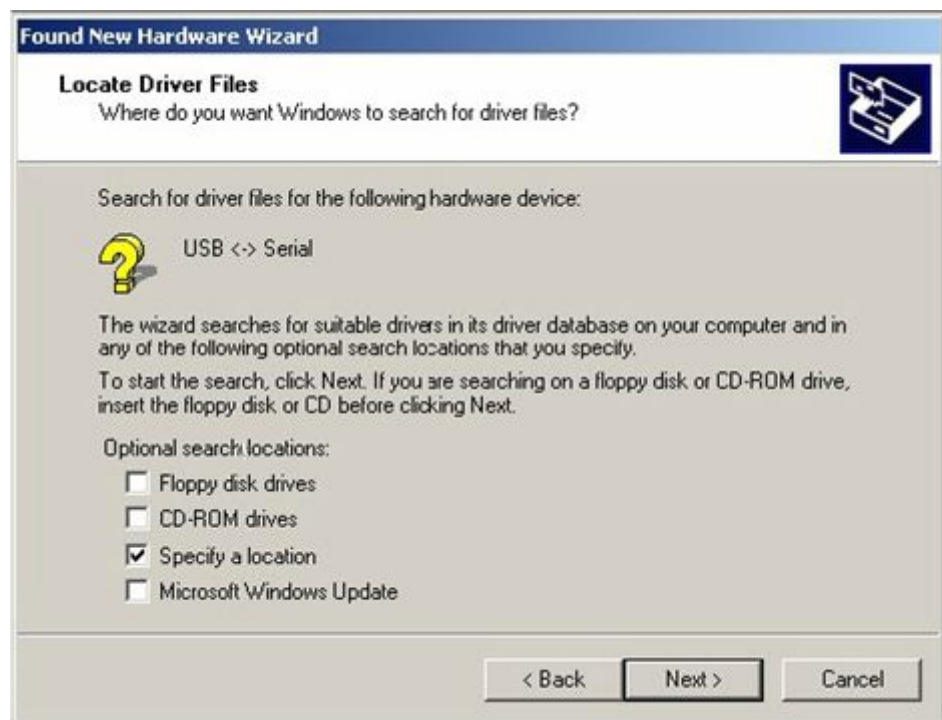 Found New Hardware Wizard
Locate Driver Files
Where do you want Windows to search for driver files?
Search for driver files for the following hardware device:
USB <-> Serial
The wizard searches for suitable drivers in its driver database on your computer and in
any of the following optional search locations that you specify.
To start the search, click Next. If you are searching on a floppy disk or CD-ROM drive,
insert the floppy disk or CD before clicking Next.
Optional search locations:
Floppy disk drives
CD-ROM drives
Specify a location
Microsoft Windows Update
< Back
Next >
Cancel